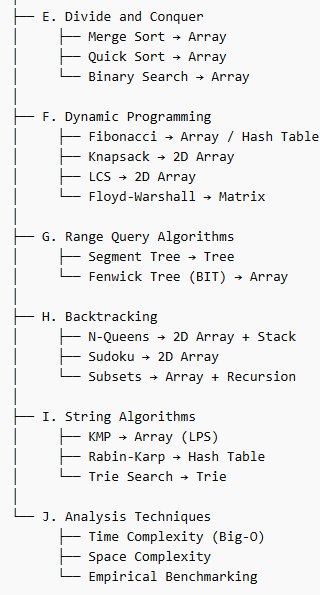 ├── E. Divide and Conquer
│   ├── Merge Sort → Array
│   ├── Quick Sort → Array
│   └── Binary Search → Array
│
├── F. Dynamic Programming
│   ├── Fibonacci → Array / Hash Table
│   ├── Knapsack → 2D Array
│   ├── LCS → 2D Array
│   └── Floyd-Warshall → Matrix
│
├── G. Range Query Algorithms
│   ├── Segment Tree → Tree
│   └── Fenwick Tree (BIT) → Array
│
├── H. Backtracking
│   ├── N-Queens → 2D Array + Stack
│   ├── Sudoku → 2D Array
│   └── Subsets → Array + Recursion
│
├── I. String Algorithms
│   ├── KMP → Array (LPS)
│   ├── Rabin-Karp → Hash Table
│   └── Trie Search → Trie
│
└── J. Analysis Techniques
    ├── Time Complexity (Big-O)
    ├── Space Complexity
    └── Empirical Benchmarking